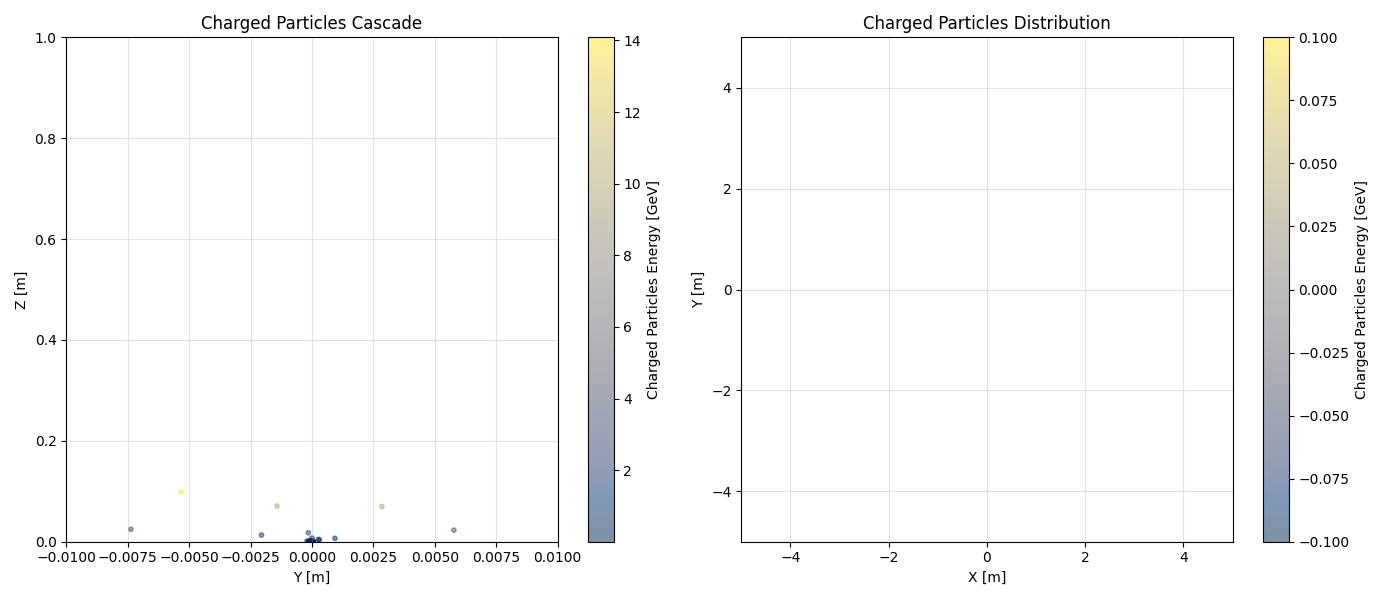 Charged Particles Cascade
1.0
0.8
0.6
0.4
0.2
0.0
Z [m]
−0.0100 −0.0075 −0.0050 −0.0025 0.0000 0.0025 0.0050 0.0075 0.0100
Y [m]
14
12
10
8
6
4
2
Charged Particles Energy [GeV]
Charged Particles Distribution
4
2
0
−2
−4
Y [m]
−4 −2 0 2 4
X [m]
0.100
0.075
0.050
0.025
0.000
−0.025
−0.050
−0.075
−0.100
Charged Particles Energy [GeV]